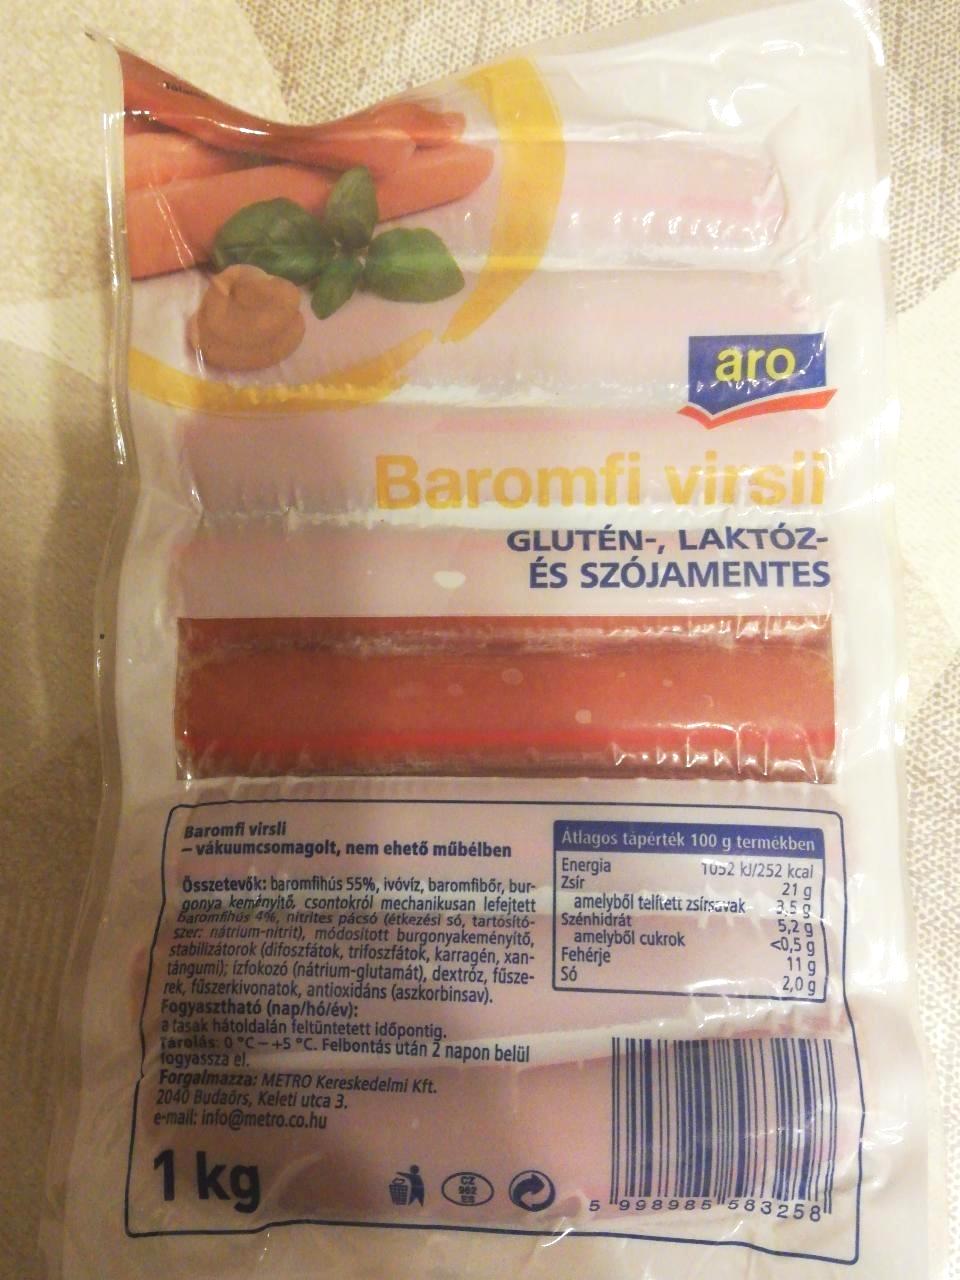 aro
Baromfi virsli
GLUTÉN-, LAKTÓZ-
ÉS SZÓJAMENTES
Baromfi virsli
– vákuumcsomagolt, nem ehető műbélben
Összetevők: baromfihús 55%, ivóvíz, baromfibőr, bur-
gonya keményítő, csontokról mechanikusan lefejtett
baromfihús 4%, nitrites pácsó (étkezési só, tartósító-
szer: nátrium-nitrit), módosított burgonyakeményítő,
stabilizátorok (difoszfátok, trifoszfátok, karragén, xan-
tángumi); ízfokozó (nátrium-glutamát), dextróz, fűsze-
rek, fűszerkivonatok, antioxidáns (aszkorbinsav).
Fogyasztható (nap/hó/év):
a tasak hátoldalán feltüntetett időpontig.
Tárolás: 0 °C – +5 °C. Felbontás után 2 napon belül
fogyassza el.
Forgalmazza: METRO Kereskedelmi Kft.
2040 Budaörs, Keleti utca 3.
e-mail: info@metro.co.hu
1 kg
Átlagos tápérték 100 g termékben
Energia 1052 kJ/252 kcal
Zsír 21 g
amelyből telített zsírsavak 3,5 g
Szénhidrát 5,2 g
amelyből cukrok <0,5 g
Fehérje 11 g
Só 2,0 g
CZ
962
ES
5 998985 583258